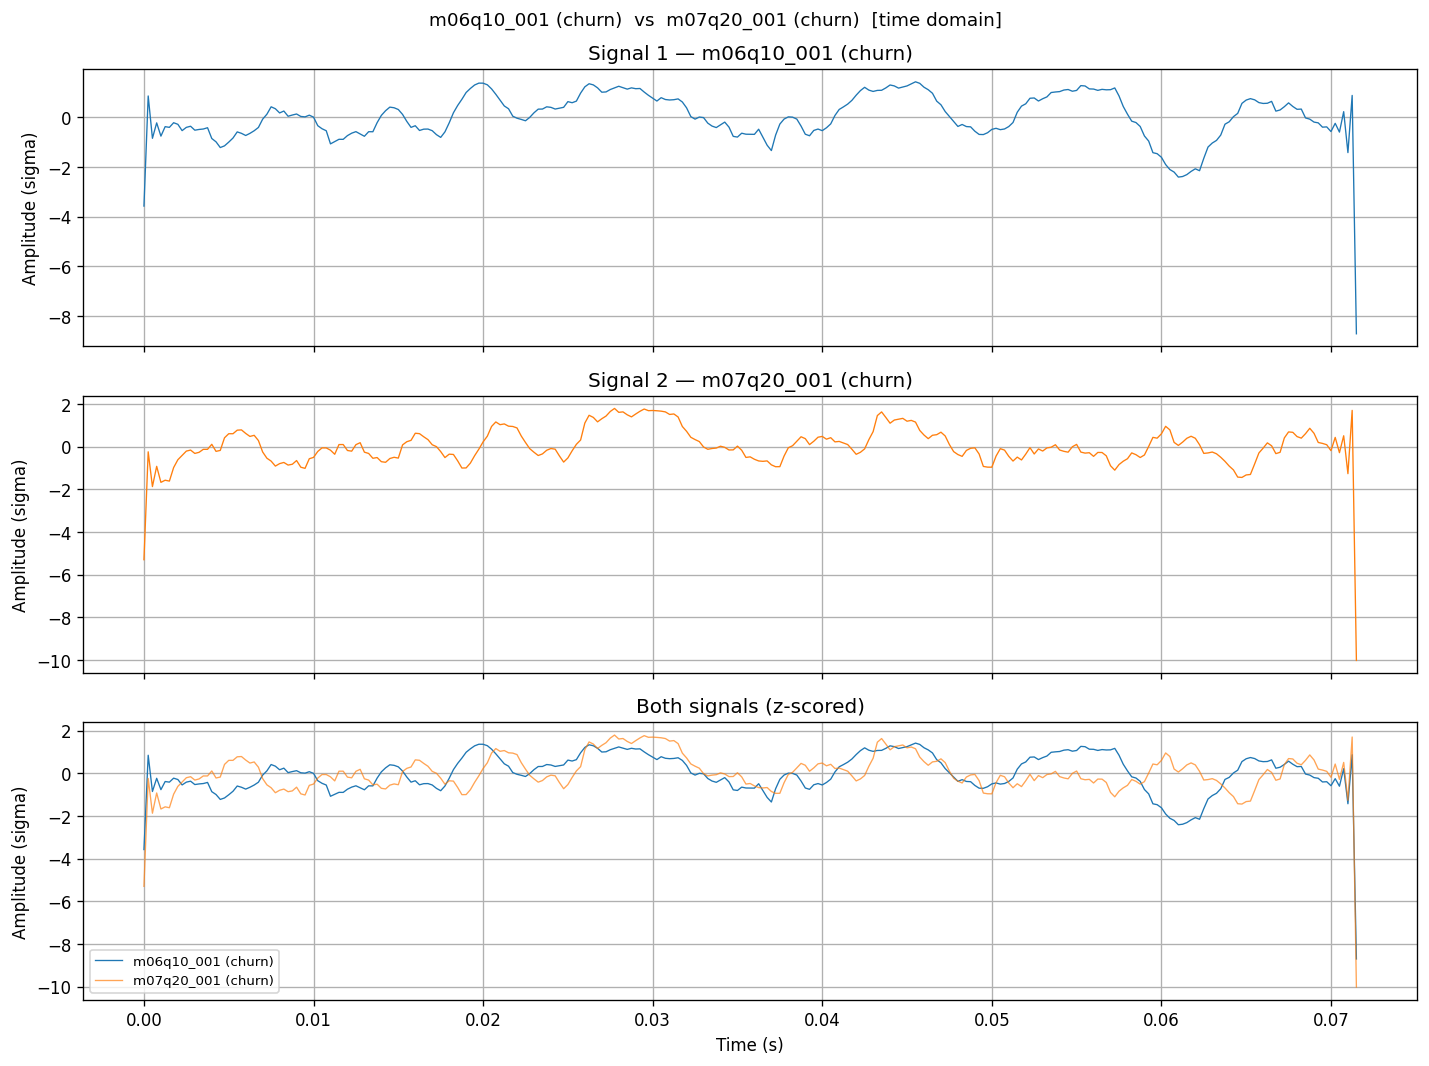 m06q10_001 (churn)  vs  m07q20_001 (churn)  [time domain]
Signal 1 — m06q10_001 (churn)
Amplitude (sigma)
0
−2
−4
−6
−8
Signal 2 — m07q20_001 (churn)
Amplitude (sigma)
2
0
−2
−4
−6
−8
−10
Both signals (z-scored)
Amplitude (sigma)
2
0
−2
−4
−6
−8
−10
m06q10_001 (churn)
m07q20_001 (churn)
0.00 0.01 0.02 0.03 0.04 0.05 0.06 0.07
Time (s)